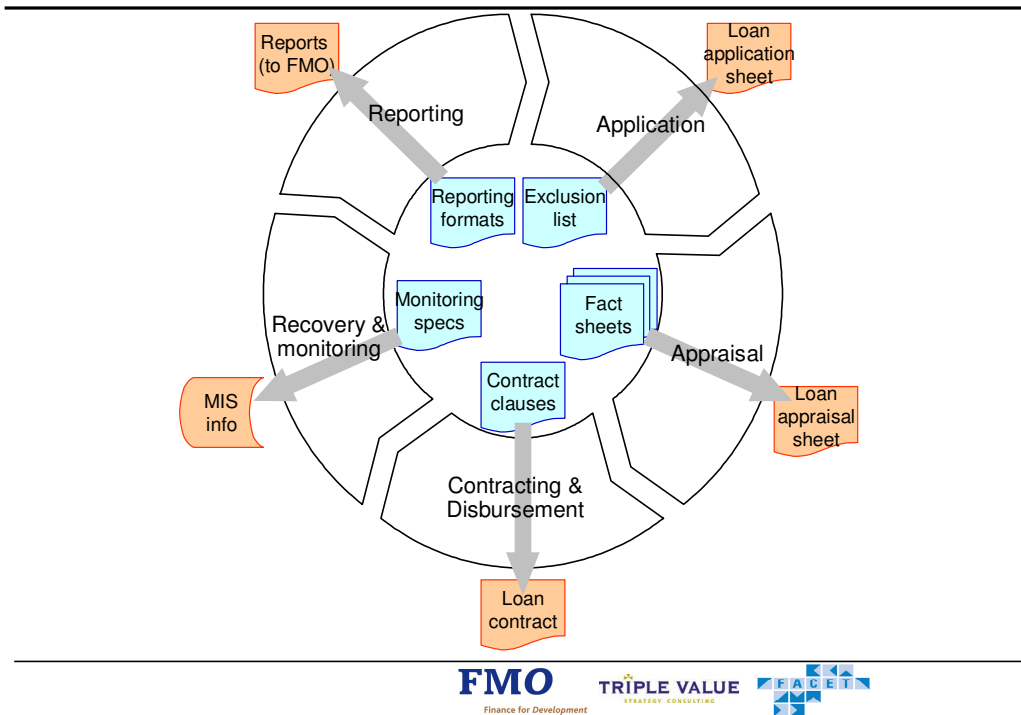 Reports
(to FMO)
Loan
application
sheet
Reporting
Application
Reporting
formats
Exclusion
list
Monitoring
specs
Fact
sheets
Recovery &
monitoring
Appraisal
Contract
clauses
MIS
info
Loan
appraisal
sheet
Contracting &
Disbursement
Loan
contract
FMO
Finance for Development
TRIPLE VALUE
STRATEGY CONSULTING
FACET